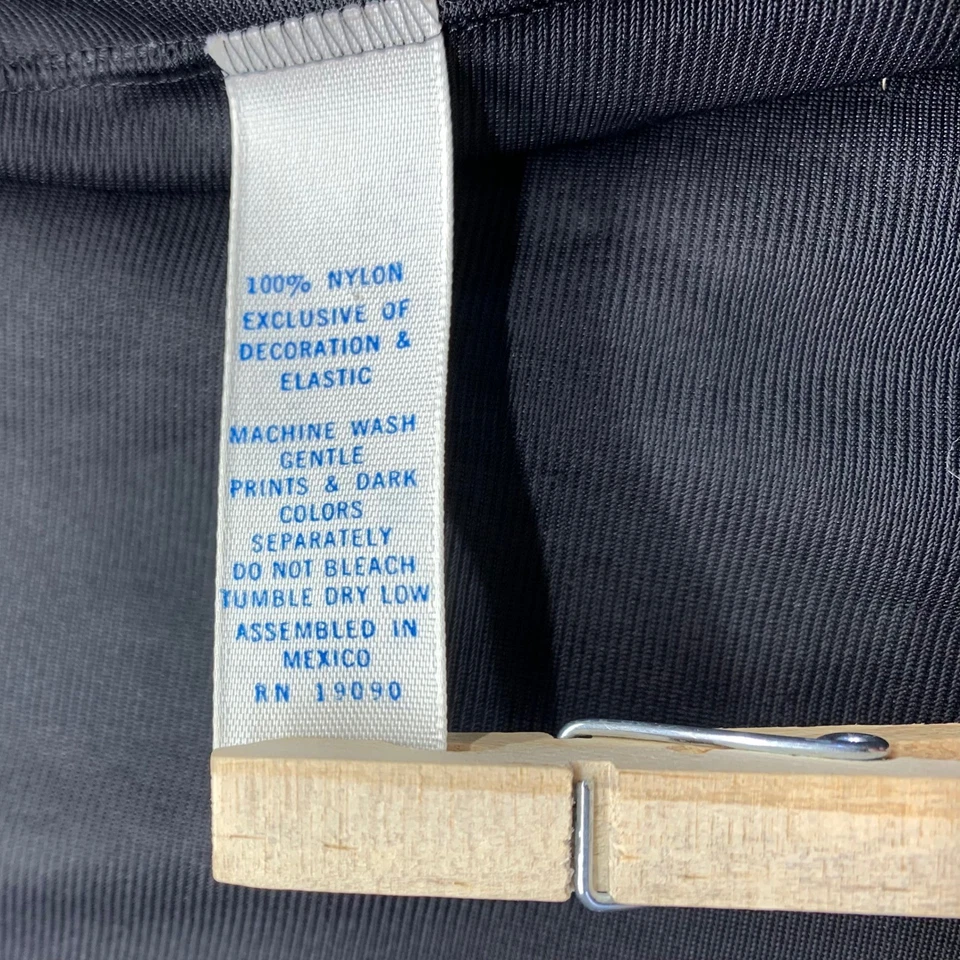 100% NYLON
EXCLUSIVE OF
DECORATION &
ELASTIC
MACHINE WASH
GENTLE
PRINTS & DARK
COLORS
SEPARATELY
DO NOT BLEACH
TUMBLE DRY LOW
ASSEMBLED IN
MEXICO
RN 19090